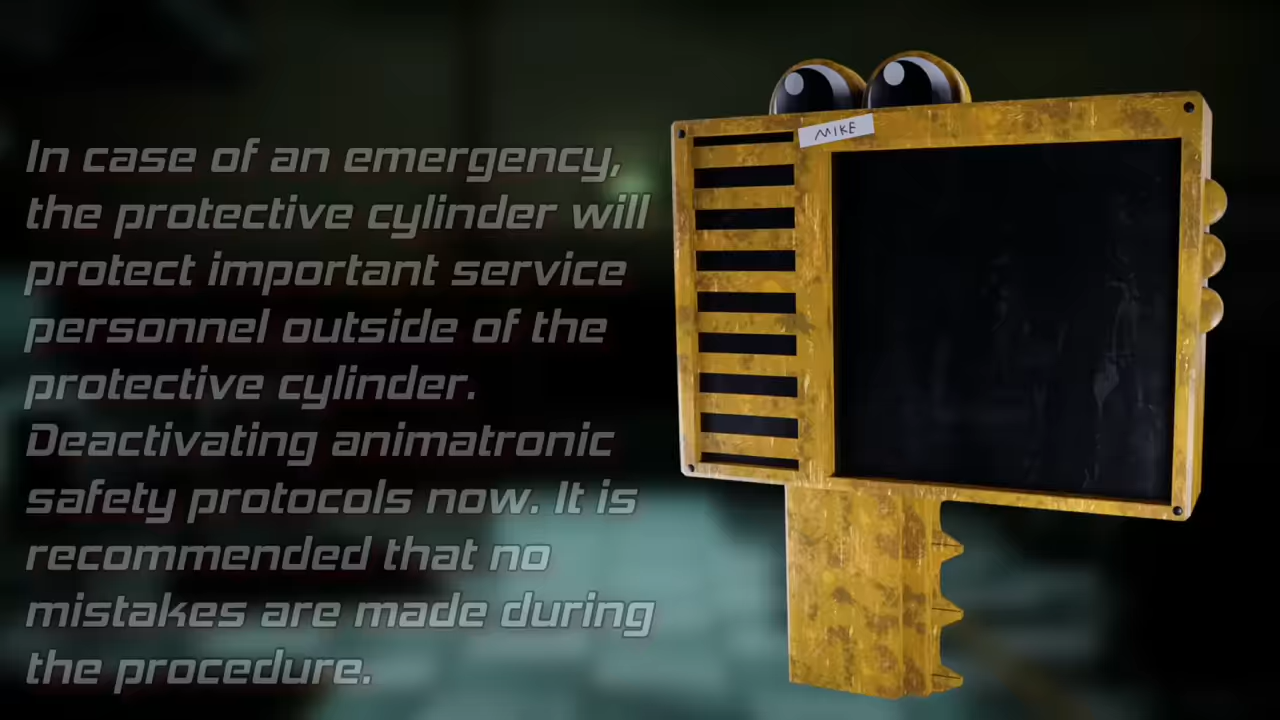 In case of an emergency,
the protective cylinder will
protect important service
personnel outside of the
protective cylinder.
Deactivating animatronic
safety protocols now. It is
recommended that no
mistakes are made during
the procedure.
MIKE